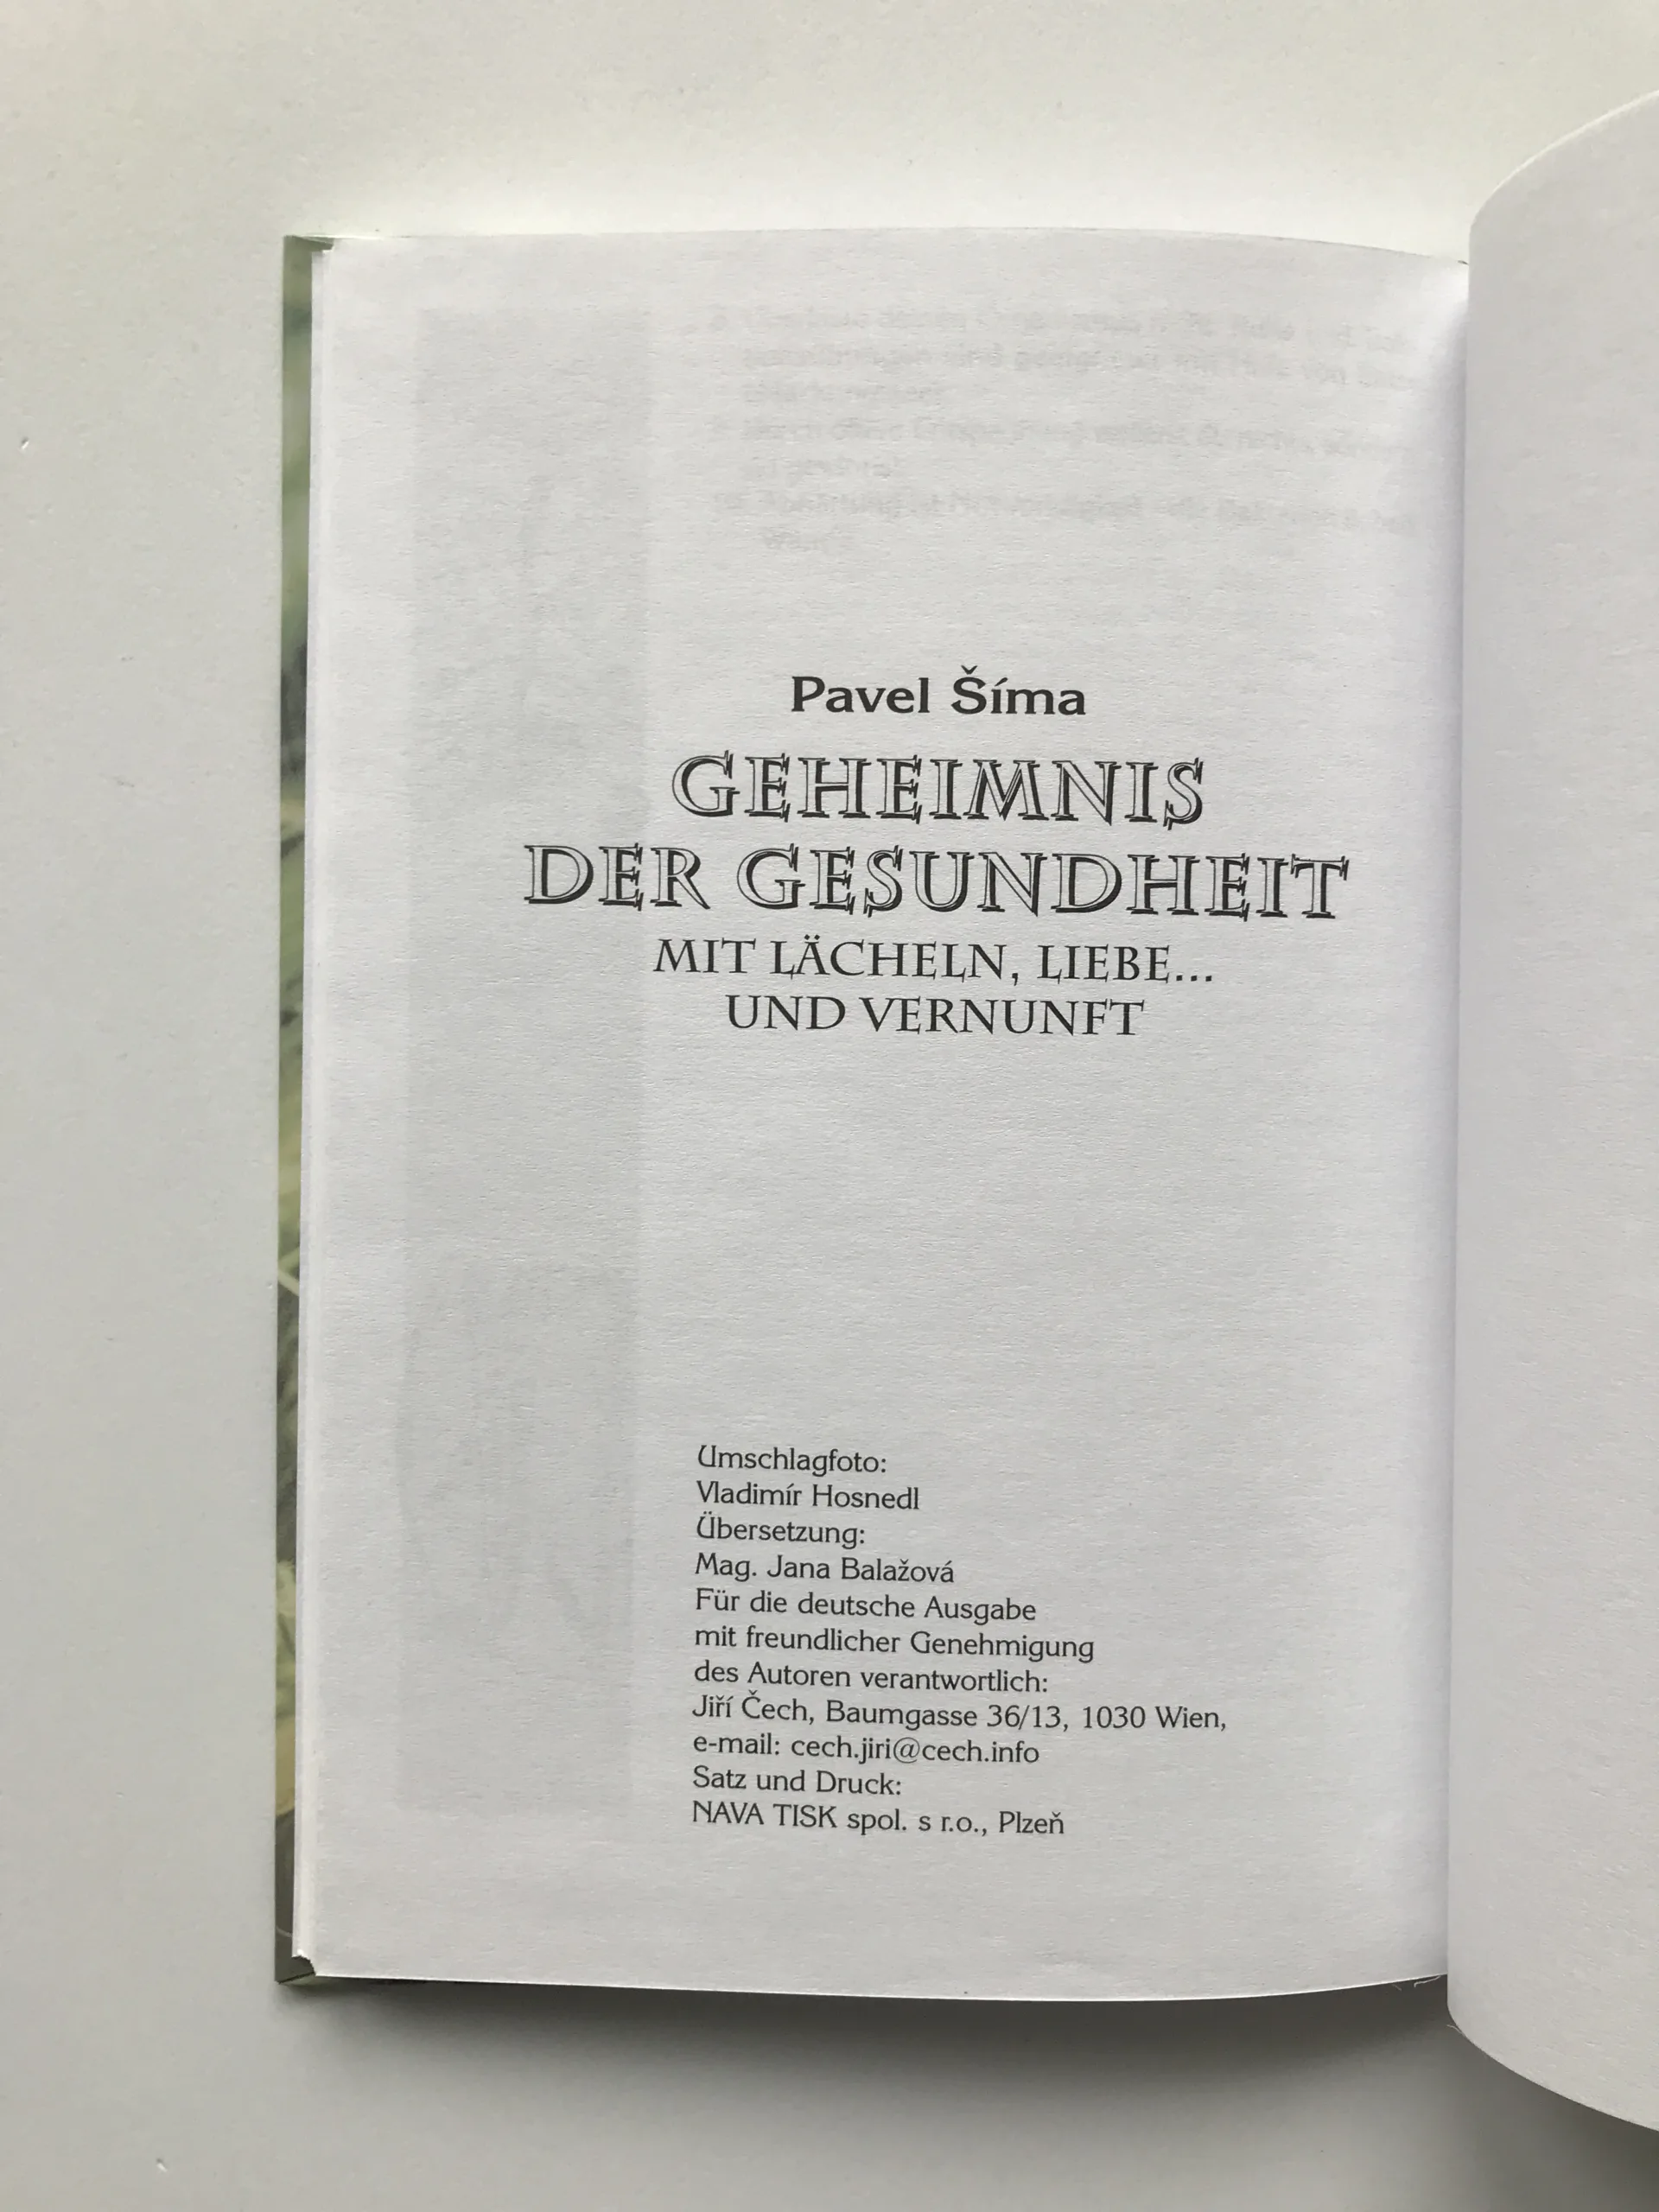 Pavel Šíma
GEHEIMNIS
DER GESUNDHEIT
MIT LÄCHELN, LIEBE...
UND VERNUNFT
Umschlagfoto:
Vladimír Hosnedl
Übersetzung:
Mag. Jana Balažová
Für die deutsche Ausgabe
mit freundlicher Genehmigung
des Autoren verantwortlich:
Jiří Čech, Baumgasse 36/13, 1030 Wien,
e-mail: cech.jiri@cech.info
Satz und Druck:
NAVA TISK spol. s r.o., Plzeň